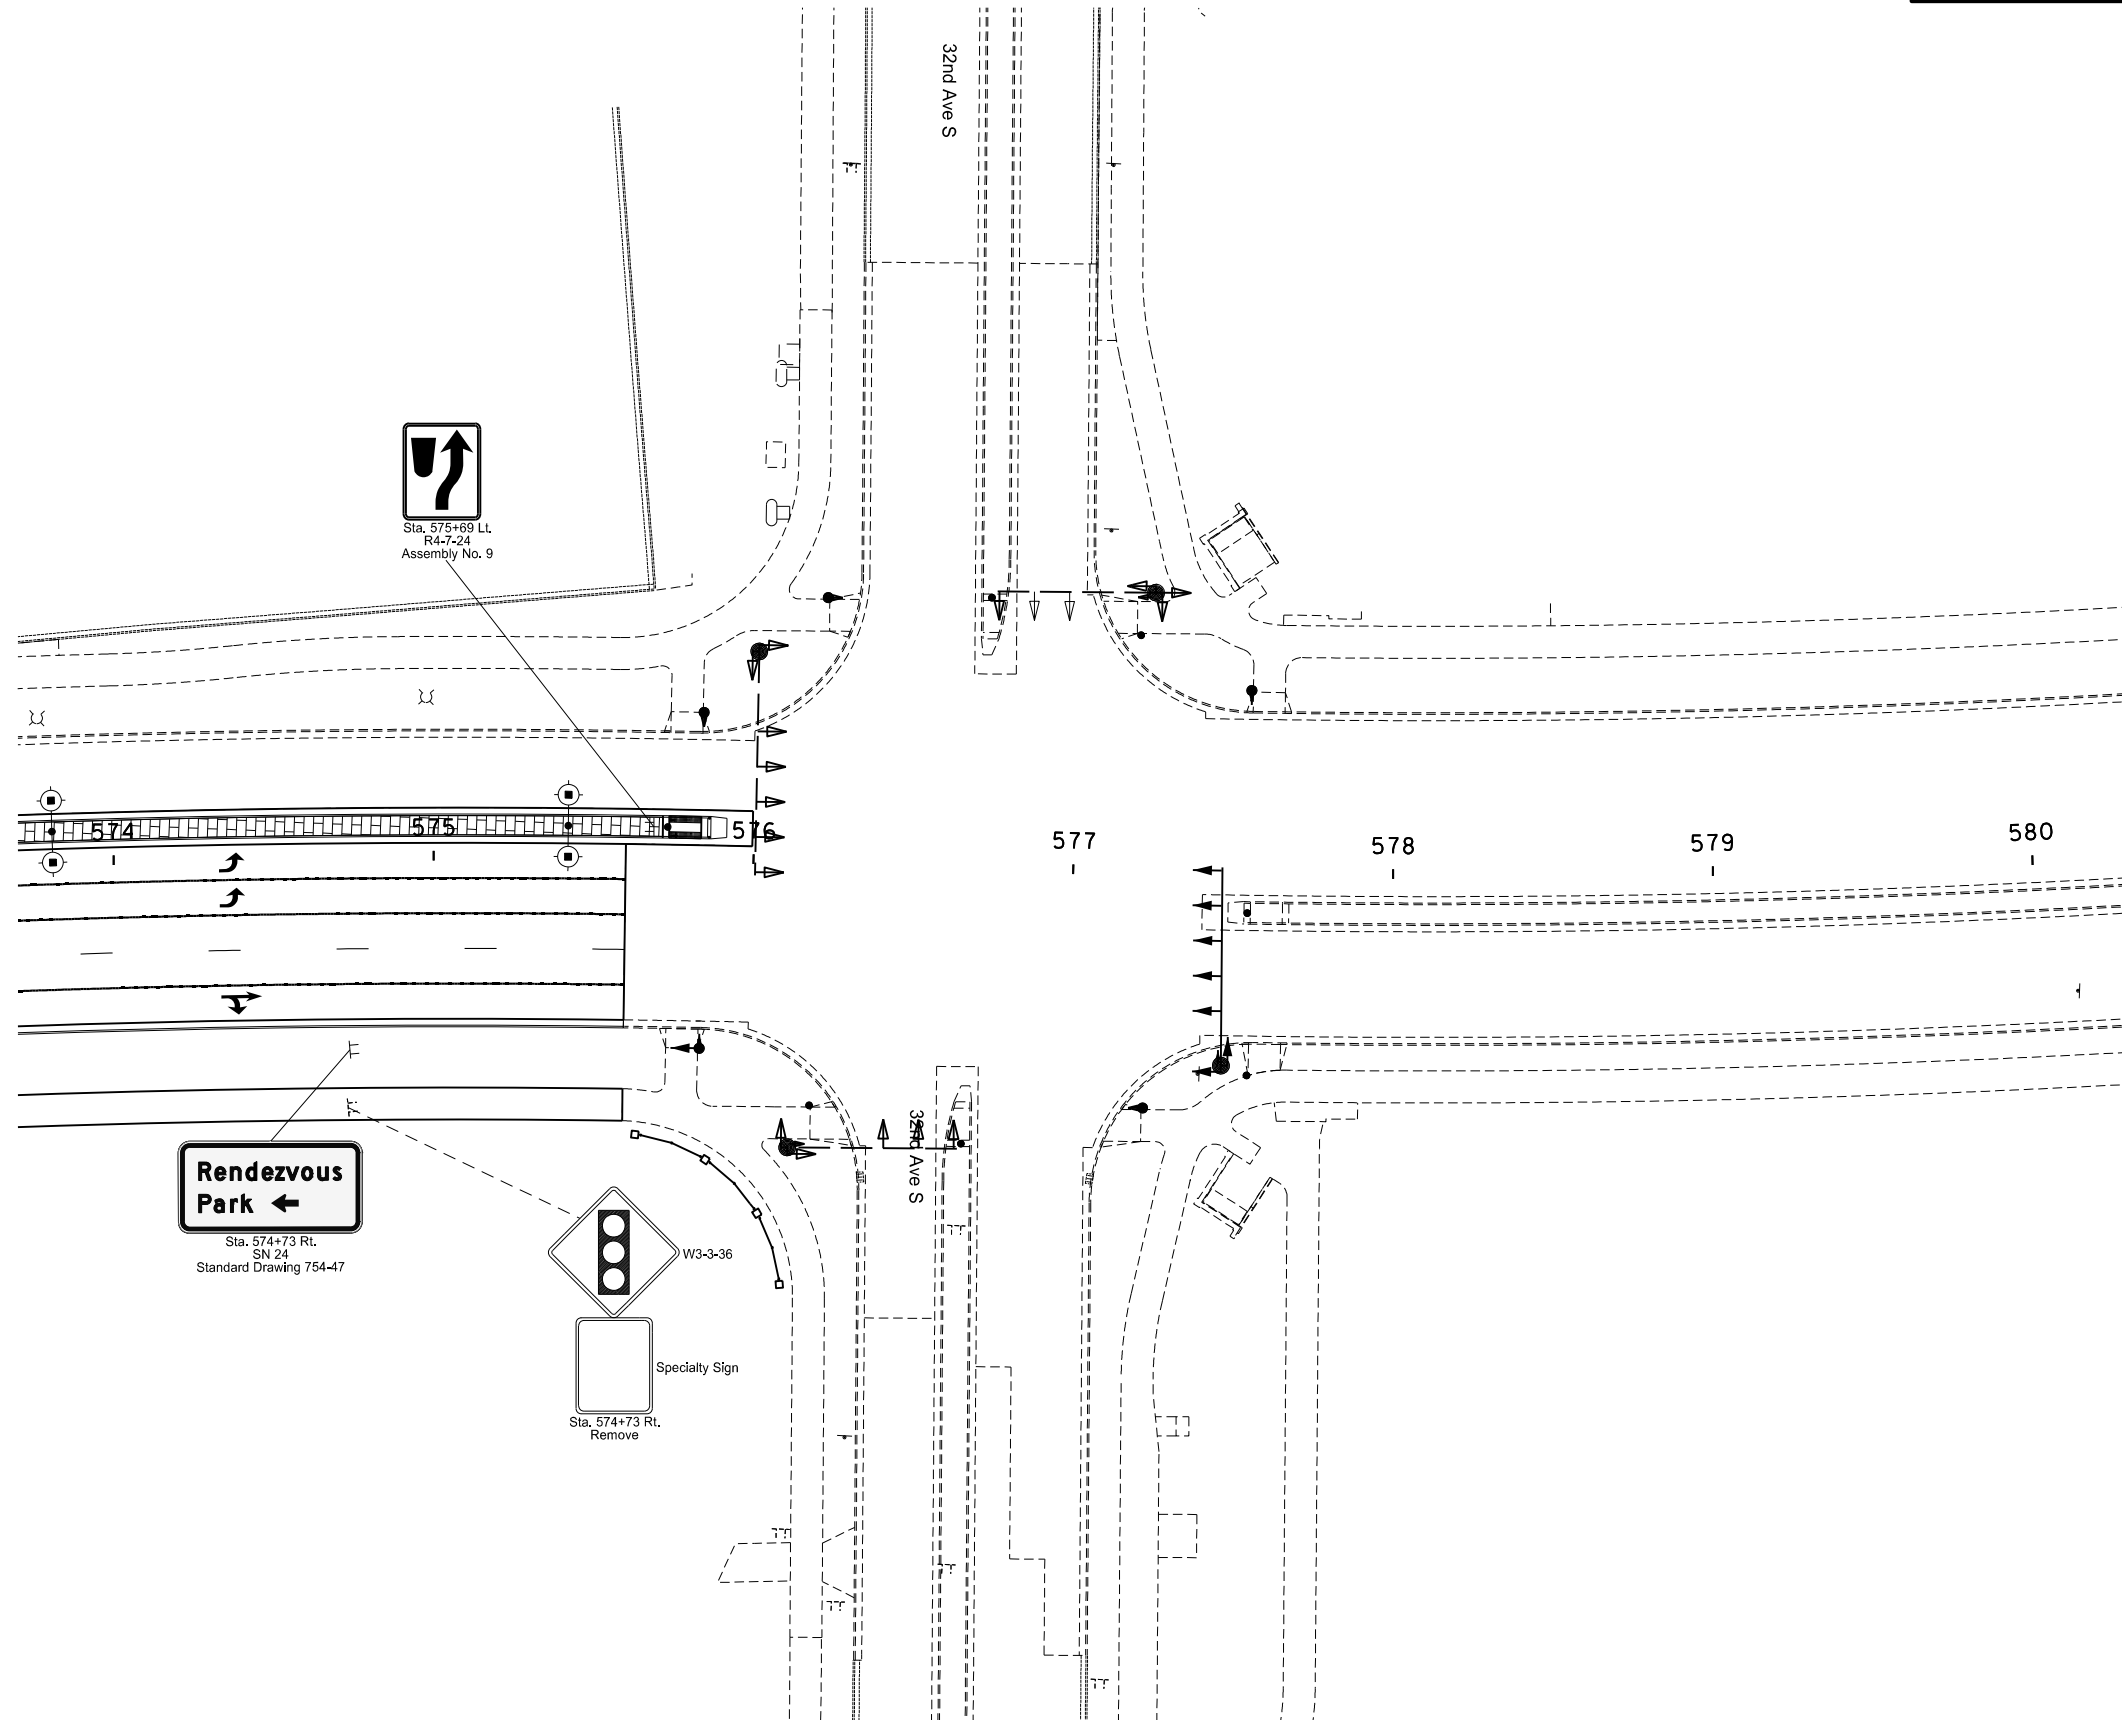 32nd Ave S
Sta. 575+69 Lt.
R4-7-24
Assembly No. 9
574
575
576
577
578
579
580
Rendezvous
Park
Sta. 574+73 Rt.
SN 24
Standard Drawing 754-47
32nd Ave S
W3-3-36
Specialty Sign
Sta. 574+73 Rt.
Remove